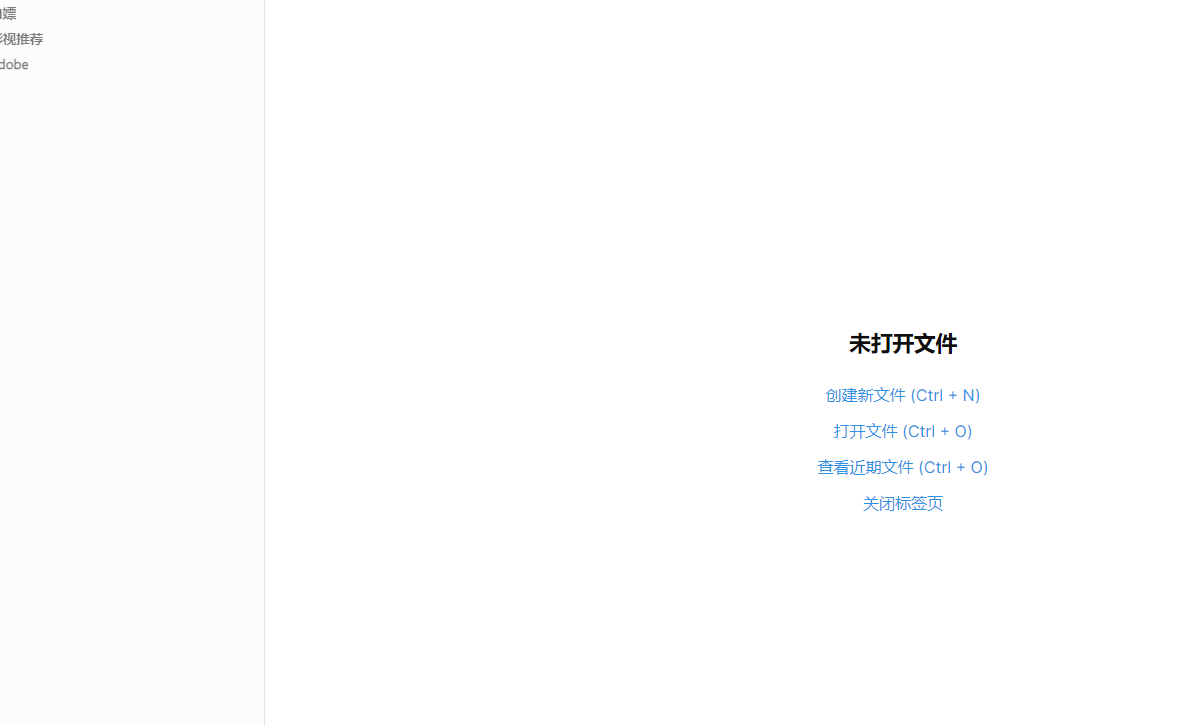 嫖
视推荐
dobe
未打开文件
创建新文件 (Ctrl + N)
打开文件 (Ctrl + O)
查看近期文件 (Ctrl + O)
关闭标签页